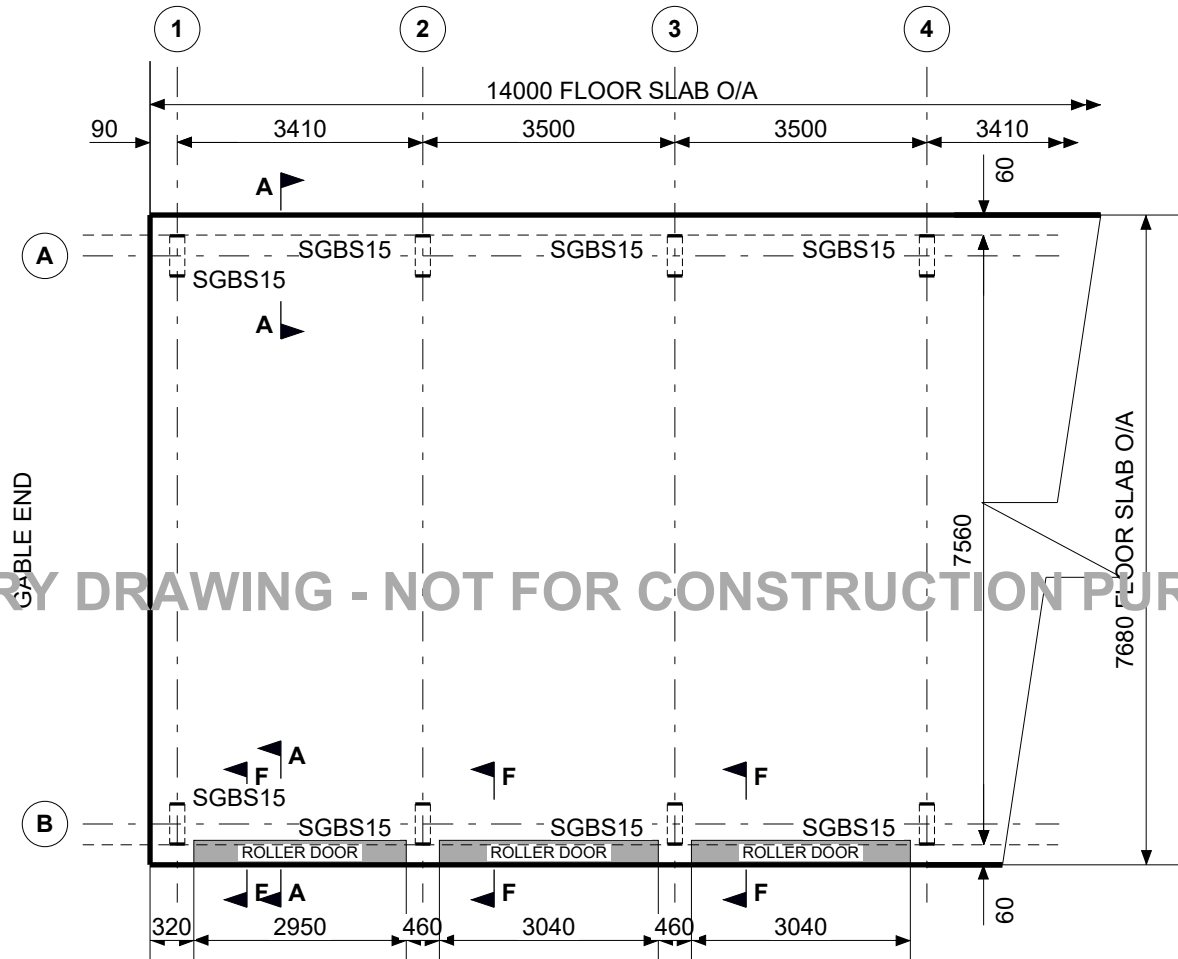 1 2 3 4
14000 FLOOR SLAB O/A
90 3410 3500 3500 3410
60
A
A
SGBS15 SGBS15 SGBS15
SGBS15
A
7560
7680 FLOOR SLAB O/A
GABLE END
RY DRAWING - NOT FOR CONSTRUCTION PUR
A
F F F
SGBS15
B
SGBS15 SGBS15 SGBS15
ROLLER DOOR ROLLER DOOR ROLLER DOOR
F A F F
60
320 2950 460 3040 460 3040